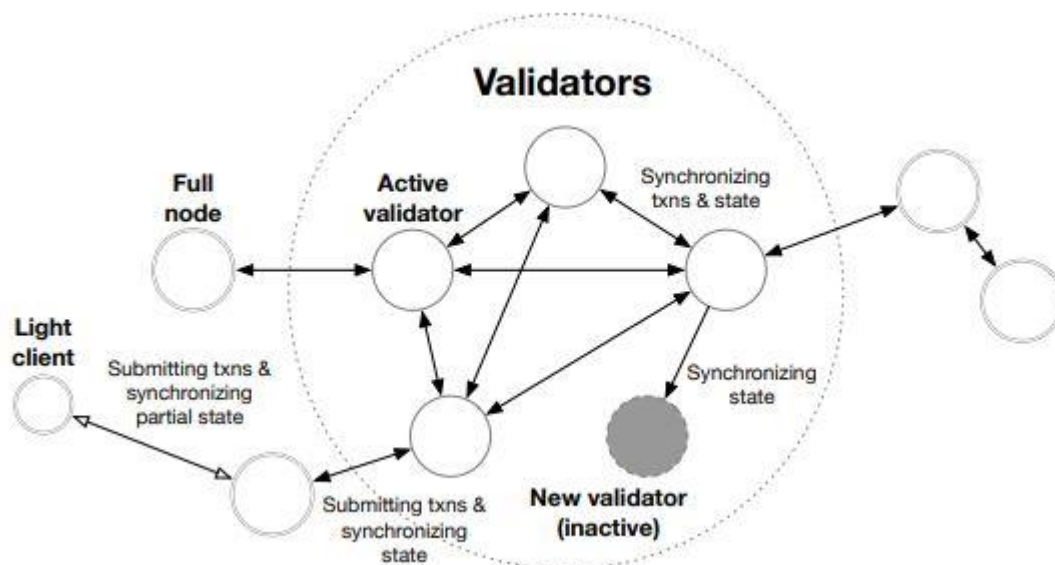 Validators
Full
node
Active
validator
Synchronizing
txns & state
Light
client
Submitting txns &
synchronizing
partial state
Synchronizing
state
New validator
(inactive)
Submitting txns &
synchronizing
state